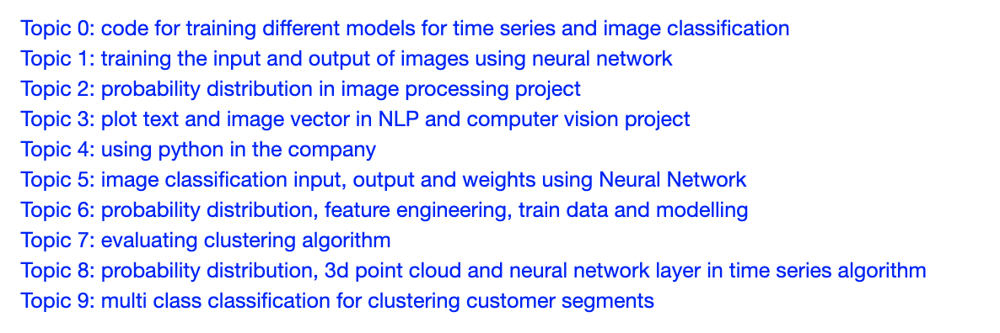 Topic 0: code for training different models for time series and image classification
Topic 1: training the input and output of images using neural network
Topic 2: probability distribution in image processing project
Topic 3: plot text and image vector in NLP and computer vision project
Topic 4: using python in the company
Topic 5: image classification input, output and weights using Neural Network
Topic 6: probability distribution, feature engineering, train data and modelling
Topic 7: evaluating clustering algorithm
Topic 8: probability distribution, 3d point cloud and neural network layer in time series algorithm
Topic 9: multi class classification for clustering customer segments